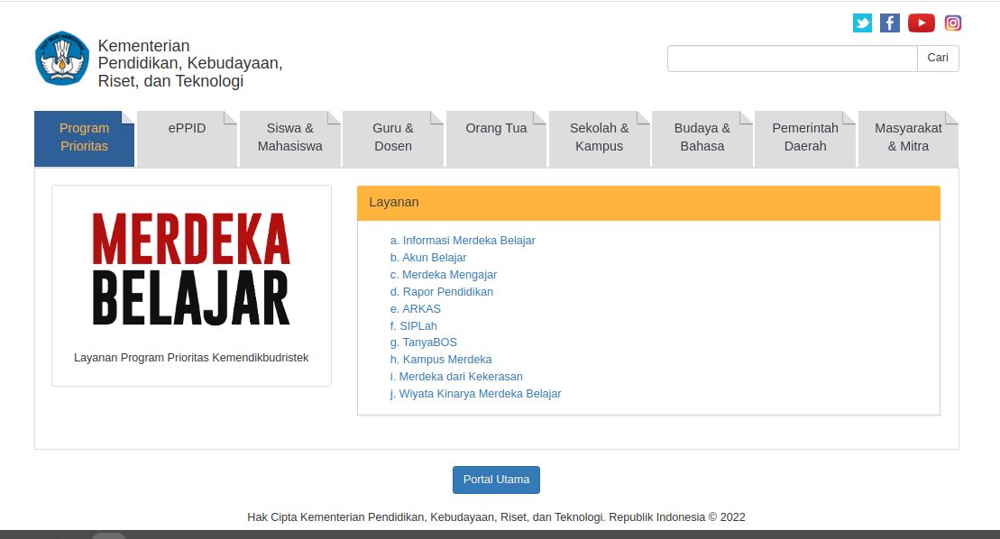 Kementerian
Pendidikan, Kebudayaan,
Riset, dan Teknologi
Cari
Program
Prioritas
ePPID
Siswa &
Mahasiswa
Guru &
Dosen
Orang Tua
Sekolah &
Kampus
Budaya &
Bahasa
Pemerintah
Daerah
Masyarakat
& Mitra
MERDEKA
BELAJAR
Layanan Program Prioritas Kemendikbudristek
Layanan
a. Informasi Merdeka Belajar
b. Akun Belajar
c. Merdeka Mengajar
d. Rapor Pendidikan
e. ARKAS
f. SIPLah
g. TanyaBOS
h. Kampus Merdeka
i. Merdeka dari Kekerasan
j. Wiyata Kinarya Merdeka Belajar
Portal Utama
Hak Cipta Kementerian Pendidikan, Kebudayaan, Riset, dan Teknologi. Republik Indonesia © 2022